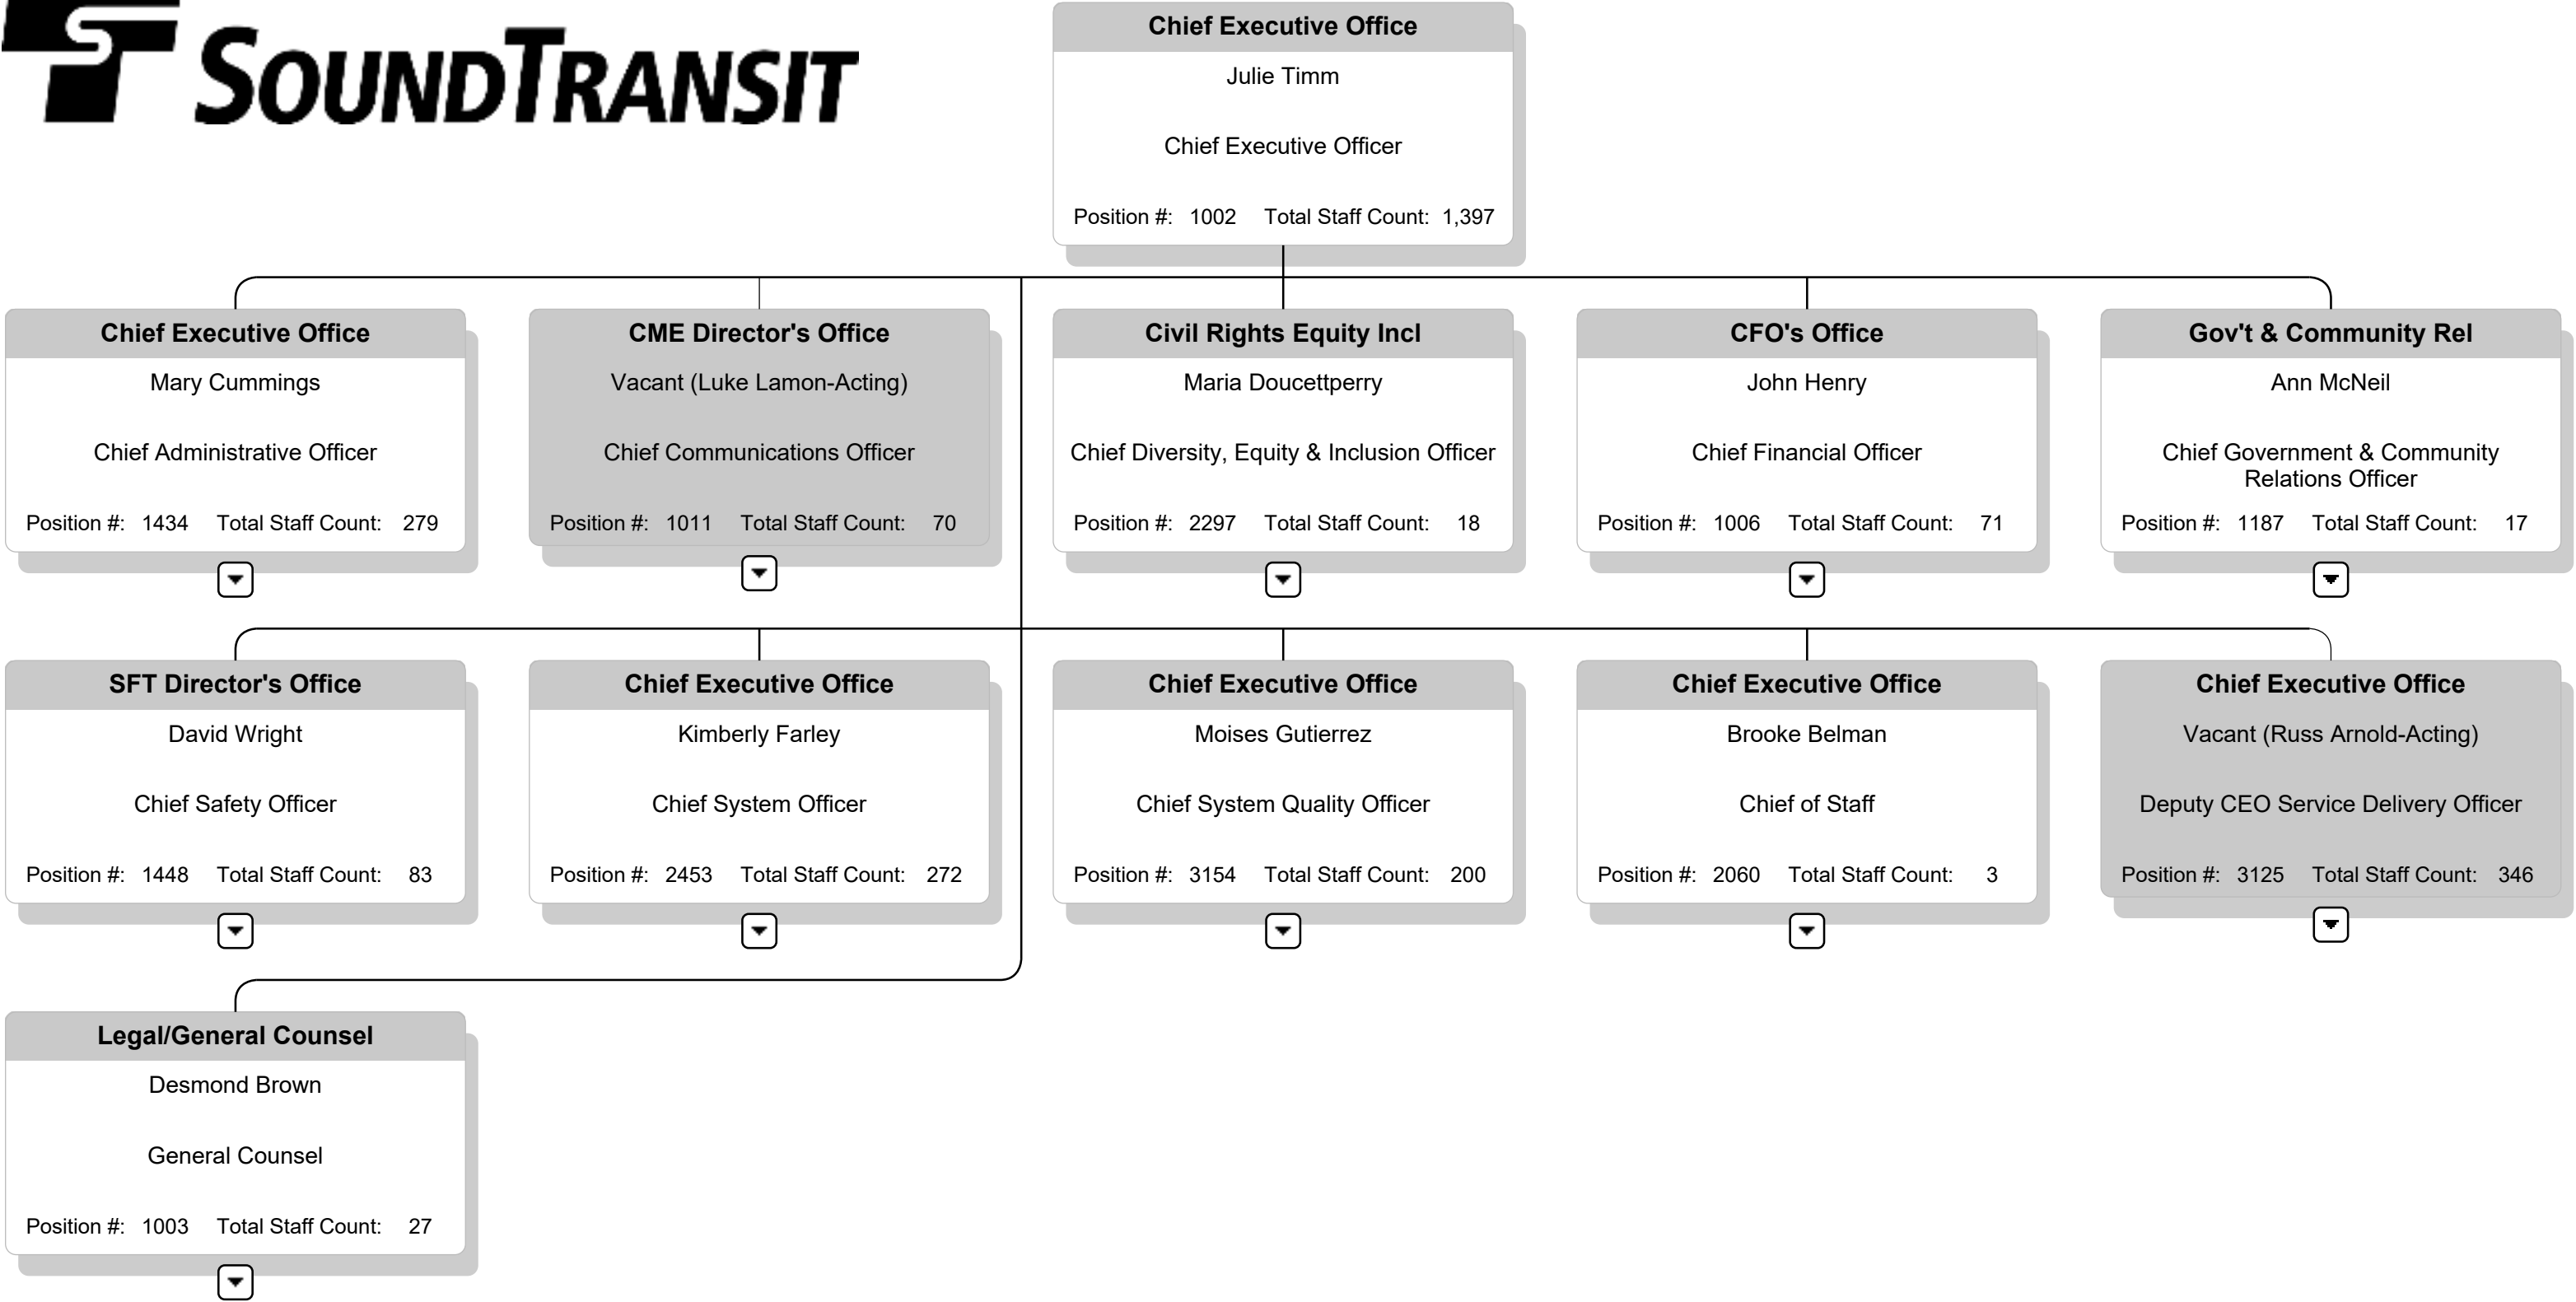 SOUNDTRANSIT
Chief Executive Office
Julie Timm
Chief Executive Officer
Position #: 1002 Total Staff Count: 1,397
Chief Executive Office
Mary Cummings
Chief Administrative Officer
Position #: 1434 Total Staff Count: 279
CME Director's Office
Vacant (Luke Lamon-Acting)
Chief Communications Officer
Position #: 1011 Total Staff Count: 70
Civil Rights Equity Incl
Maria Doucettperry
Chief Diversity, Equity & Inclusion Officer
Position #: 2297 Total Staff Count: 18
CFO's Office
John Henry
Chief Financial Officer
Position #: 1006 Total Staff Count: 71
Gov't & Community Rel
Ann McNeil
Chief Government & Community
Relations Officer
Position #: 1187 Total Staff Count: 17
SFT Director's Office
David Wright
Chief Safety Officer
Position #: 1448 Total Staff Count: 83
Chief Executive Office
Kimberly Farley
Chief System Officer
Position #: 2453 Total Staff Count: 272
Chief Executive Office
Moises Gutierrez
Chief System Quality Officer
Position #: 3154 Total Staff Count: 200
Chief Executive Office
Brooke Belman
Chief of Staff
Position #: 2060 Total Staff Count: 3
Chief Executive Office
Vacant (Russ Arnold-Acting)
Deputy CEO Service Delivery Officer
Position #: 3125 Total Staff Count: 346
Legal/General Counsel
Desmond Brown
General Counsel
Position #: 1003 Total Staff Count: 27